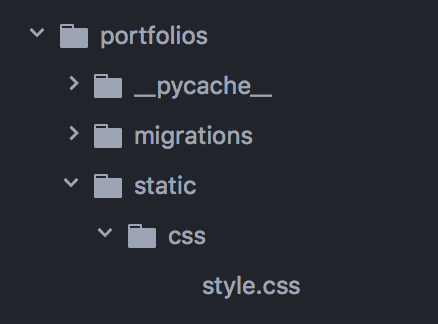 portfolios
__pycache__
migrations
static
css
style.css